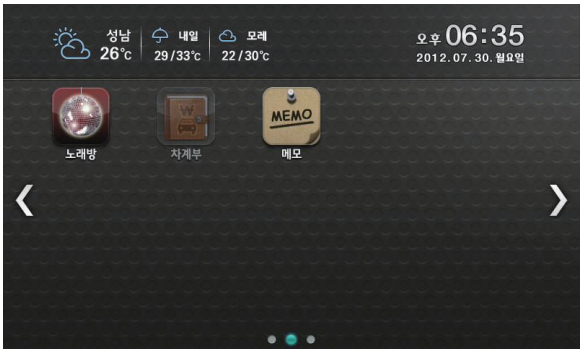 성남
26℃
내일
29/33℃
모레
22/30℃
오후 06:35
2012.07.30.월요일
노래방
₩
차계부
MEMO
메모